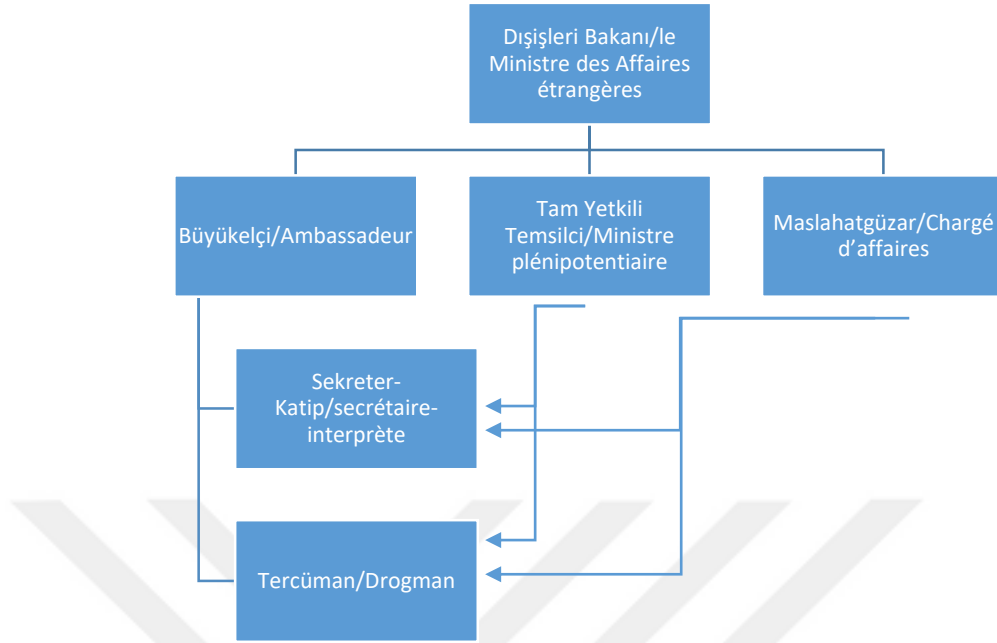 Dışişleri Bakanı/le
Ministre des Affaires
étrangères
Büyükelçi/Ambassadeur
Tam Yetkili
Temsilci/Ministre
plénipotentiaire
Maslahatgüzar/Chargé
d’affaires
Sekreter-
Katip/secrétaire-
interprète
Tercüman/Drogman